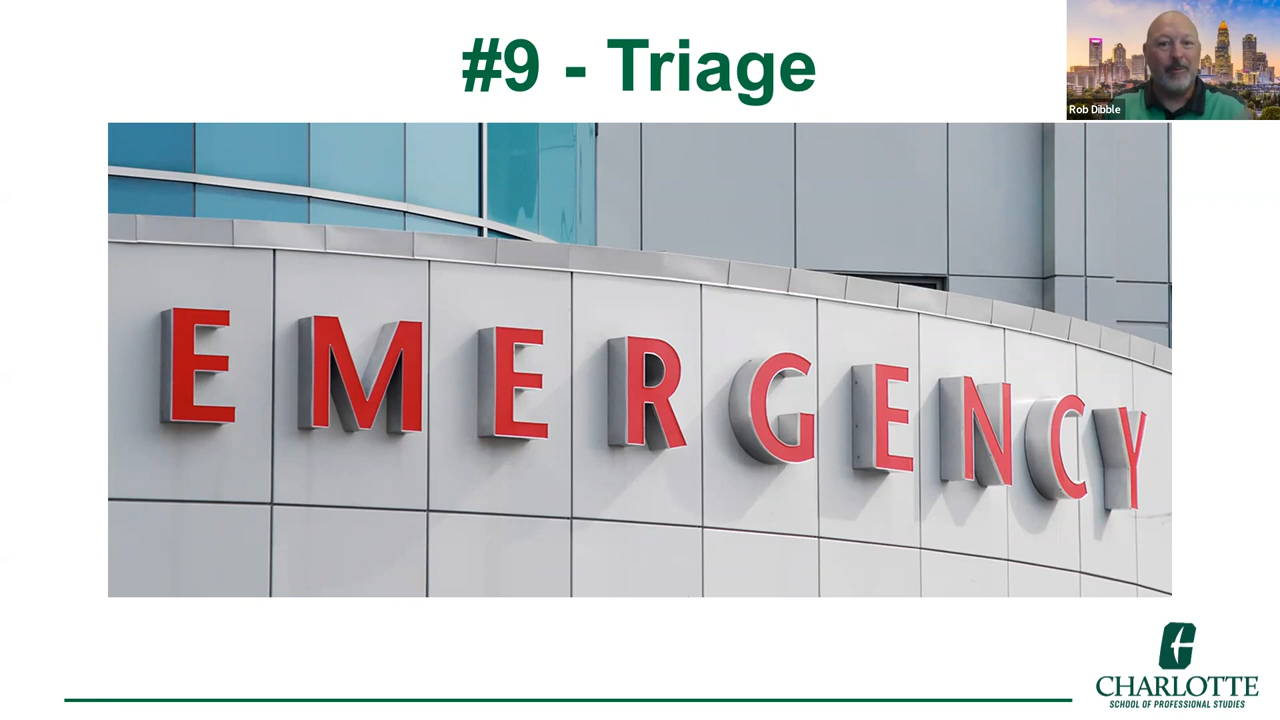 #9 - Triage
Rob Dibble
EMERGENCY
CHARLOTTE
SCHOOL OF PROFESSIONAL STUDIES